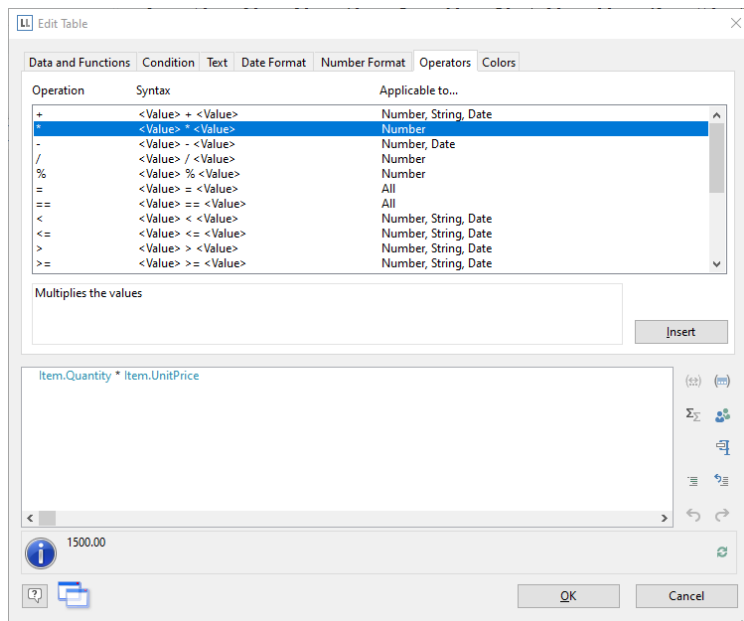 LL Edit Table
Data and Functions Condition Text Date Format Number Format Operators Colors
Operation Syntax Applicable to...
+ <Value> + <Value> Number, String, Date
* <Value> * <Value> Number
- <Value> - <Value> Number, Date
/ <Value> / <Value> Number
% <Value> % <Value> Number
= <Value> = <Value> All
== <Value> == <Value> All
< <Value> < <Value> Number, String, Date
<= <Value> <= <Value> Number, String, Date
> <Value> > <Value> Number, String, Date
>= <Value> >= <Value> Number, String, Date
Multiplies the values
Insert
Item.Quantity * Item.UnitPrice
1500.00
OK Cancel